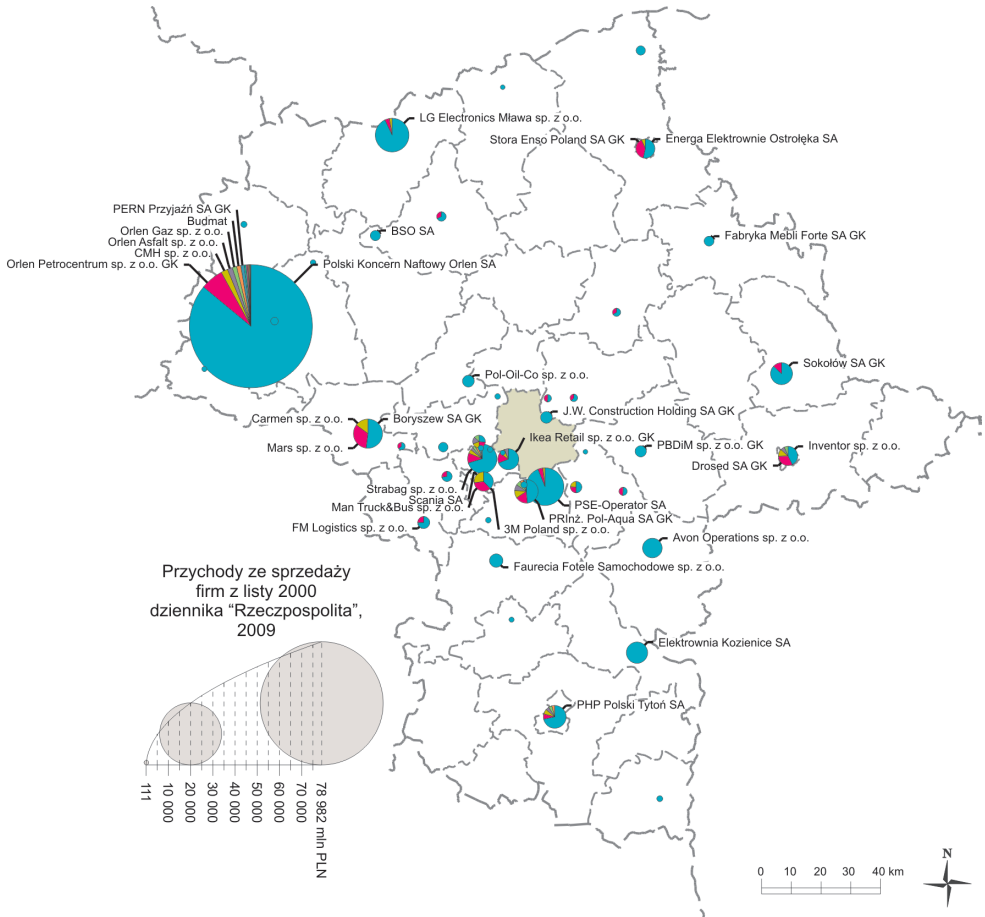 LG Electronics Mława sp. z o.o.
Stora Enso Poland SA GK
Energa Elektrownie Ostrołęka SA
PERN Przyjaźń SA GK
Budmat
Orlen Gaz sp. z o.o.
Orlen Asfalt sp. z o.o.
CMH sp. z o.o.
Orlen Petrocentrum sp. z o.o. GK
BSO SA
Fabryka Mebli Forte SA GK
Polski Koncern Naftowy Orlen SA
Sokołów SA GK
Pol-Oil-Co sp. z o.o.
J.W. Construction Holding SA GK
Carmen sp. z o.o.
Boryszew SA GK
Mars sp. z o.o.
Ikea Retail sp. z o.o. GK
PBDiM sp. z o.o. GK
Inventor sp. z o.o.
Drosed SA GK
Strabag sp. z o.o.
Scania SA
Man Truck&Bus sp. z o.o.
PSE-Operator SA
PRInż. Pol-Aqua SA GK
FM Logistics sp. z o.o.
3M Poland sp. z o.o.
Avon Operations sp. z o.o.
Faurecia Fotele Samochodowe sp. z o.o.
Elektrownia Kozienice SA
PHP Polski Tytoń SA
Przychody ze sprzedaży
firm z listy 2000
dziennika “Rzeczpospolita”,
2009
111
10 000
20 000
30 000
40 000
50 000
60 000
70 000
78 982 mln PLN
0 10 20 30 40 km
N